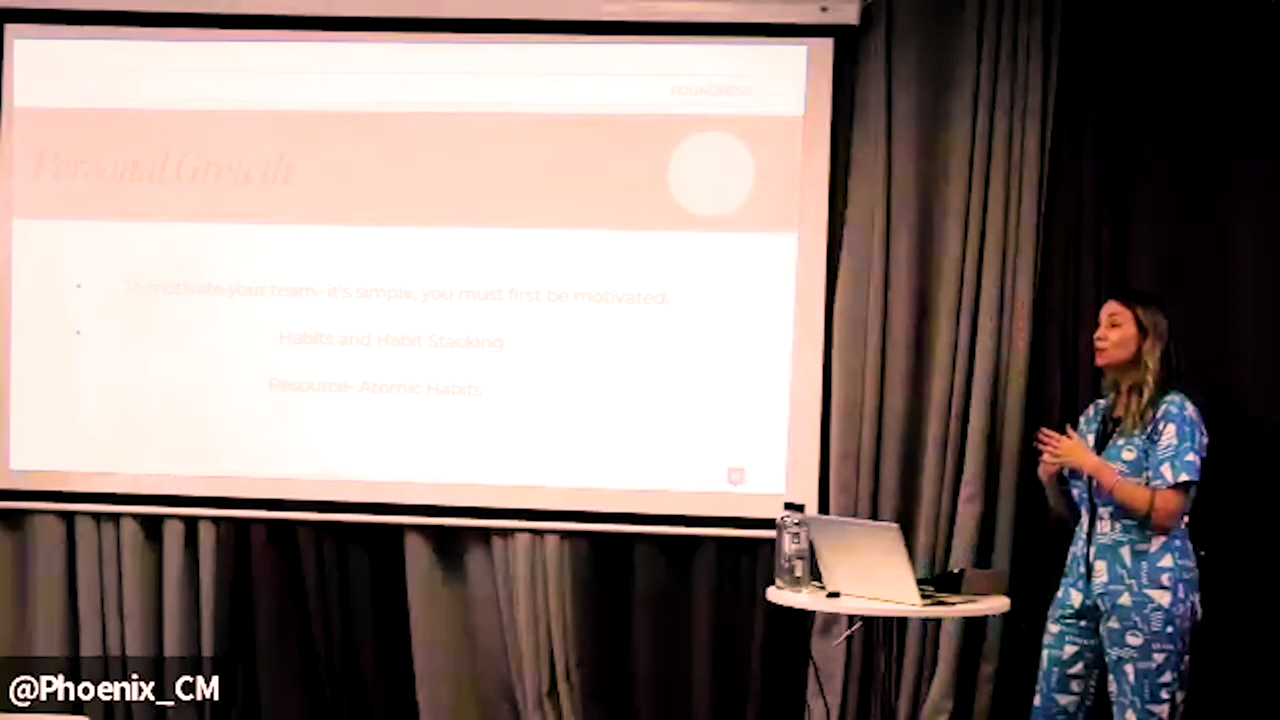 FOUNDRESS
Personal Growth
To motivate your team- it's simple, you must first be motivated!
Habits and Habit Stacking
Resource- Atomic Habits
@Phoenix_CM